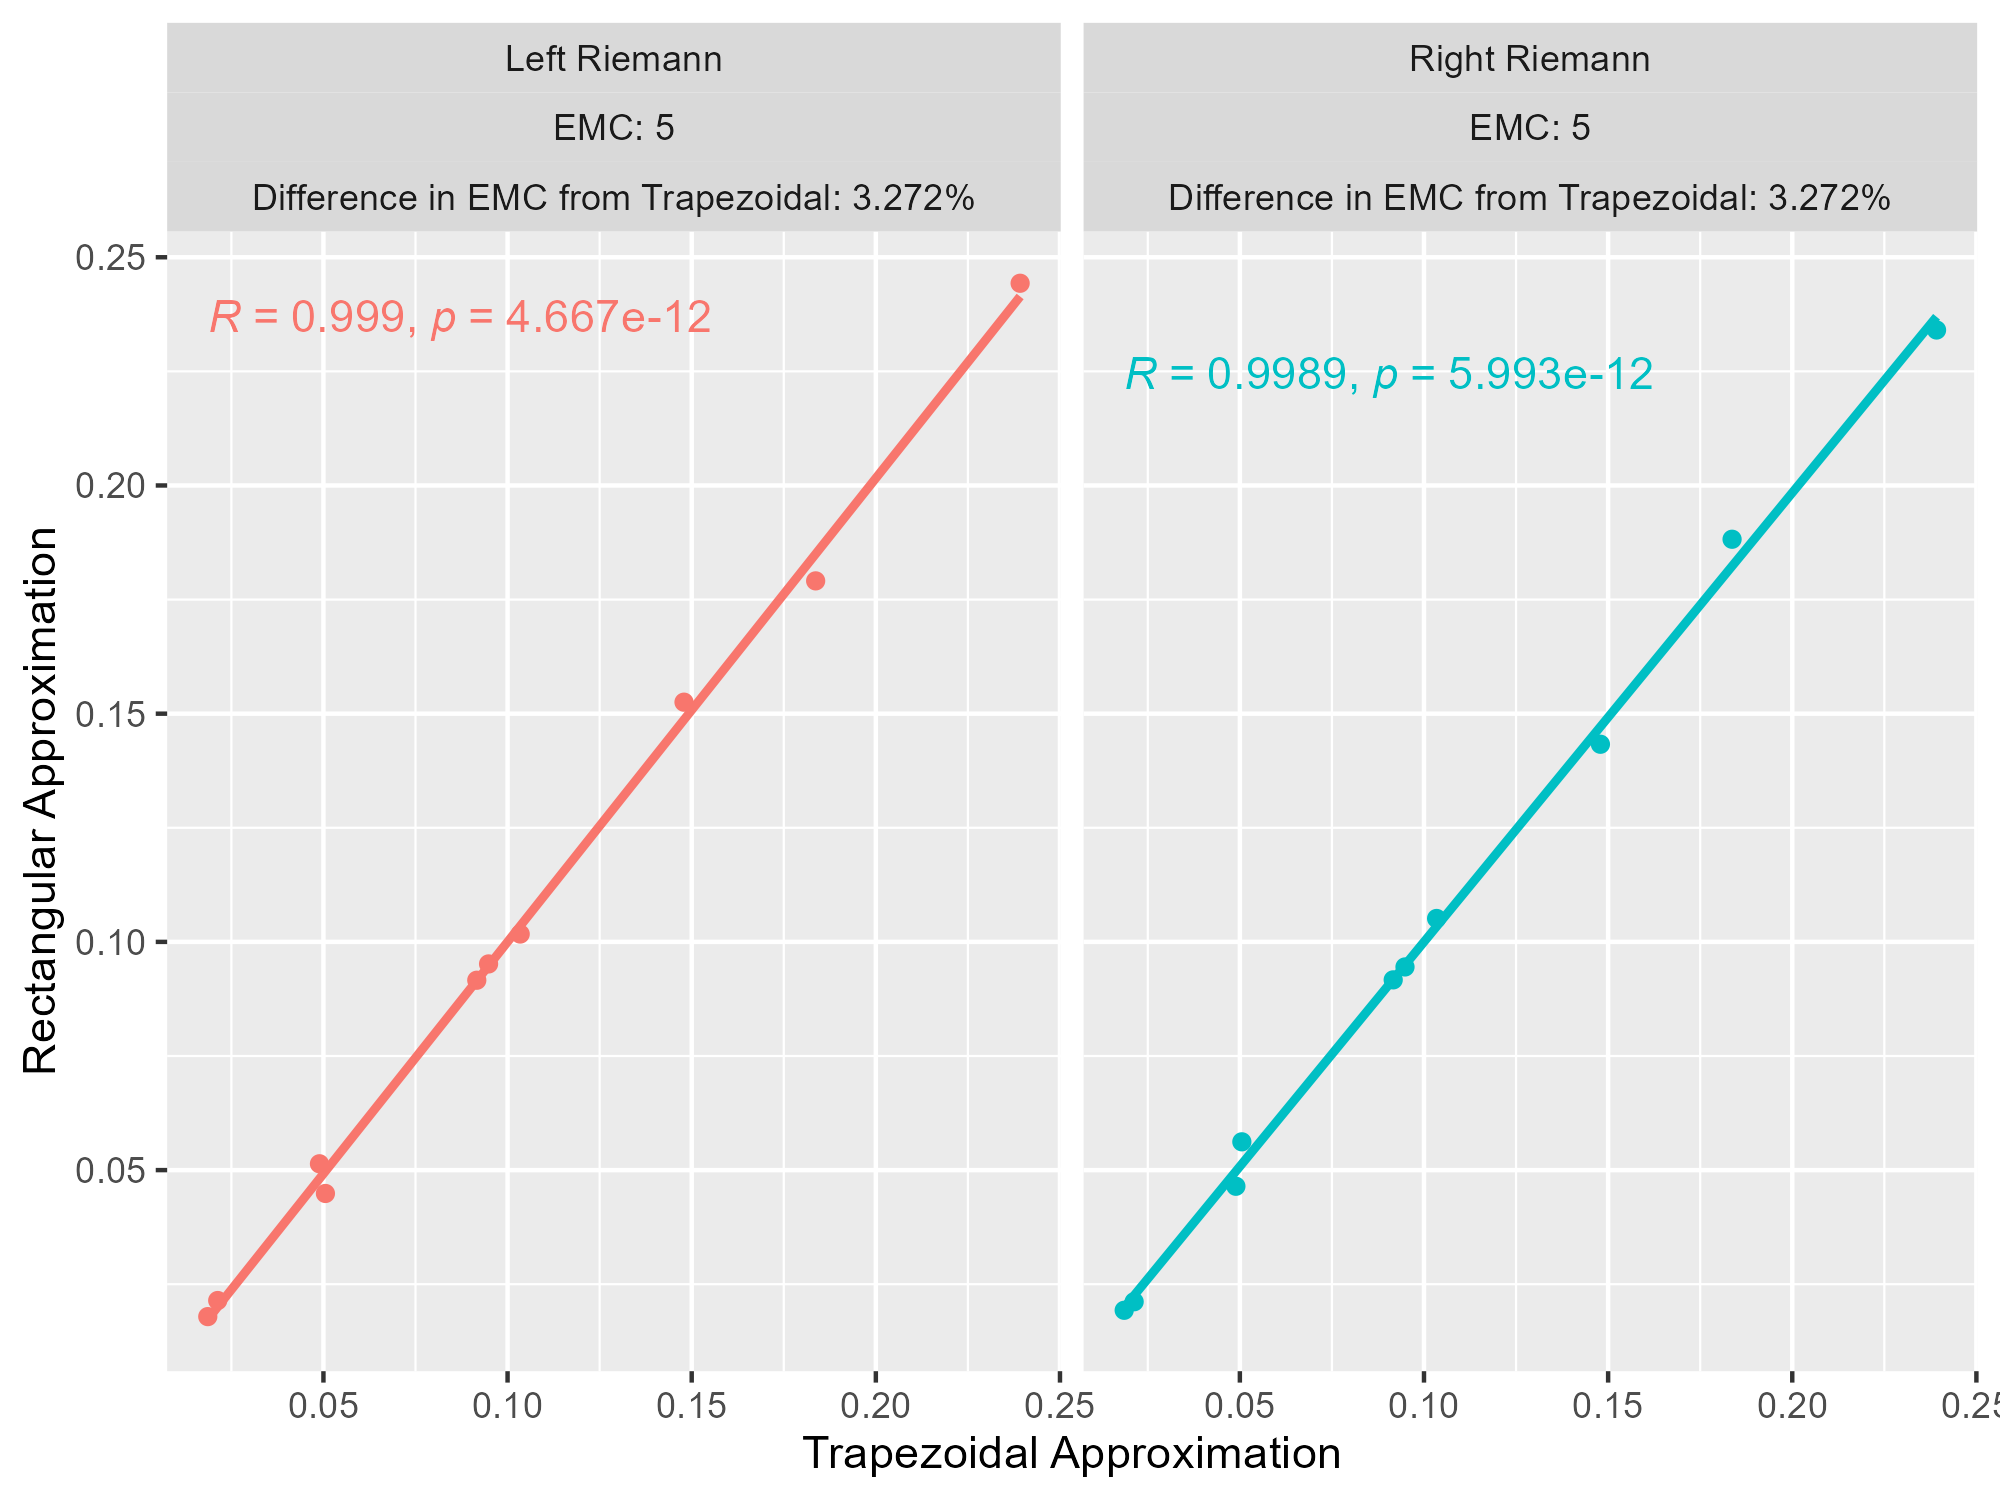 Left Riemann
EMC: 5
Difference in EMC from Trapezoidal: 3.272%
Right Riemann
EMC: 5
Difference in EMC from Trapezoidal: 3.272%
R = 0.999, p = 4.667e-12
R = 0.9989, p = 5.993e-12
Rectangular Approximation
0.25
0.20
0.15
0.10
0.05
0.05 0.10 0.15 0.20 0.25
0.05 0.10 0.15 0.20 0.25
Trapezoidal Approximation